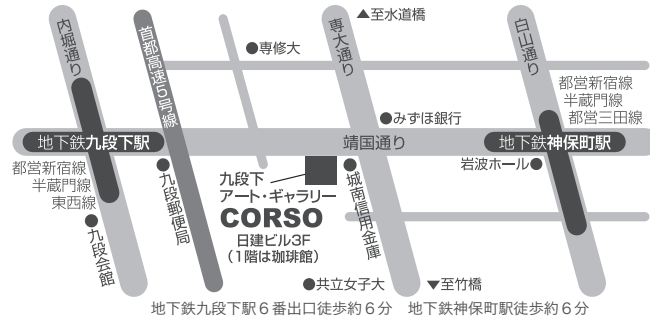 内堀通り
首都高速5号線
●専修大
専大通り
▲至水道橋
白山通り
都営新宿線
半蔵門線
都営三田線
●みずほ銀行
地下鉄九段下駅
靖国通り
地下鉄神保町駅
都営新宿線
半蔵門線
東西線
●九段会館
●九段郵便局
九段下
アート・ギャラリー
CORSO
日建ビル3F
（1階は珈琲館）
●城南信用金庫
岩波ホール●
●共立女子大
▼至竹橋
地下鉄九段下駅６番出口徒歩約６分
地下鉄神保町駅徒歩約６分